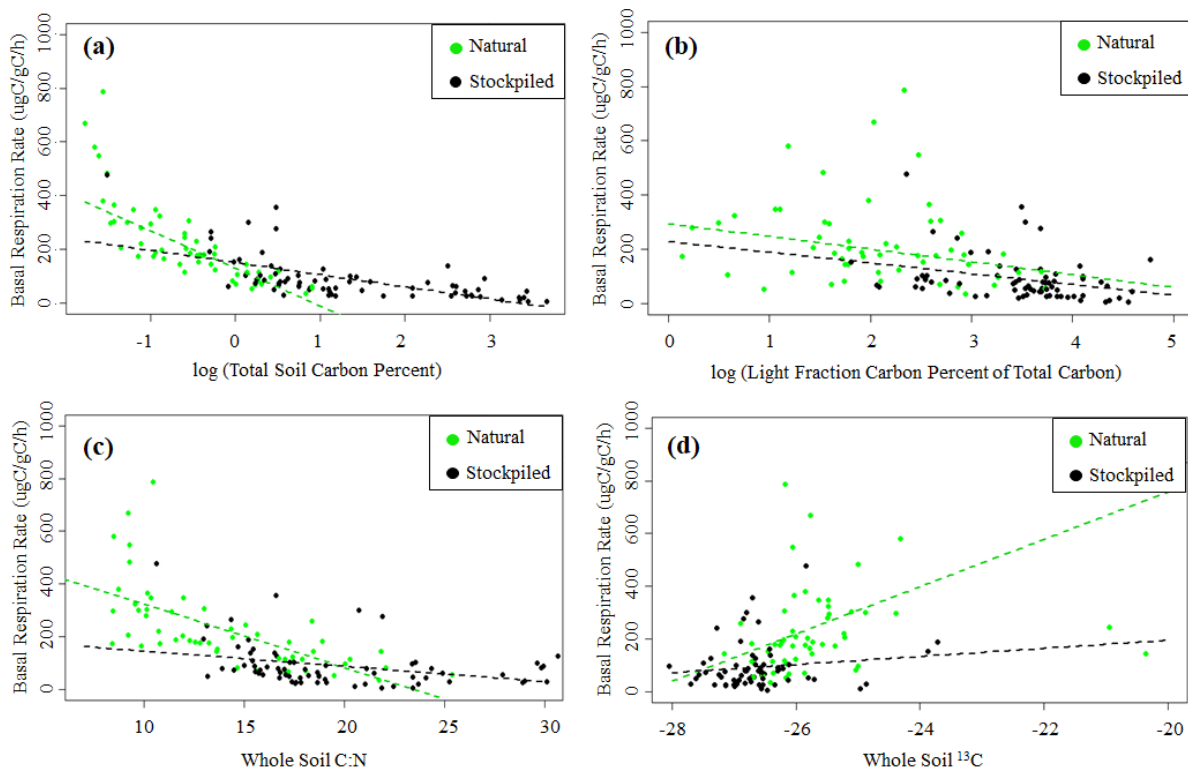 (a)
Natural
Stockpiled
Basal Respiration Rate (ugC/gC/h)
0 200 400 600 800 1000
-1 0 1 2 3
log (Total Soil Carbon Percent)
(b)
Natural
Stockpiled
Basal Respiration Rate (ugC/gC/h)
0 200 400 600 800 1000
0 1 2 3 4 5
log (Light Fraction Carbon Percent of Total Carbon)
(c)
Natural
Stockpiled
Basal Respiration Rate (ugC/gC/h)
0 200 400 600 800 1000
10 15 20 25 30
Whole Soil C:N
(d)
Natural
Stockpiled
Basal Respiration Rate (ugC/gC/h)
0 200 400 600 800 1000
-28 -26 -24 -22 -20
Whole Soil ¹³C